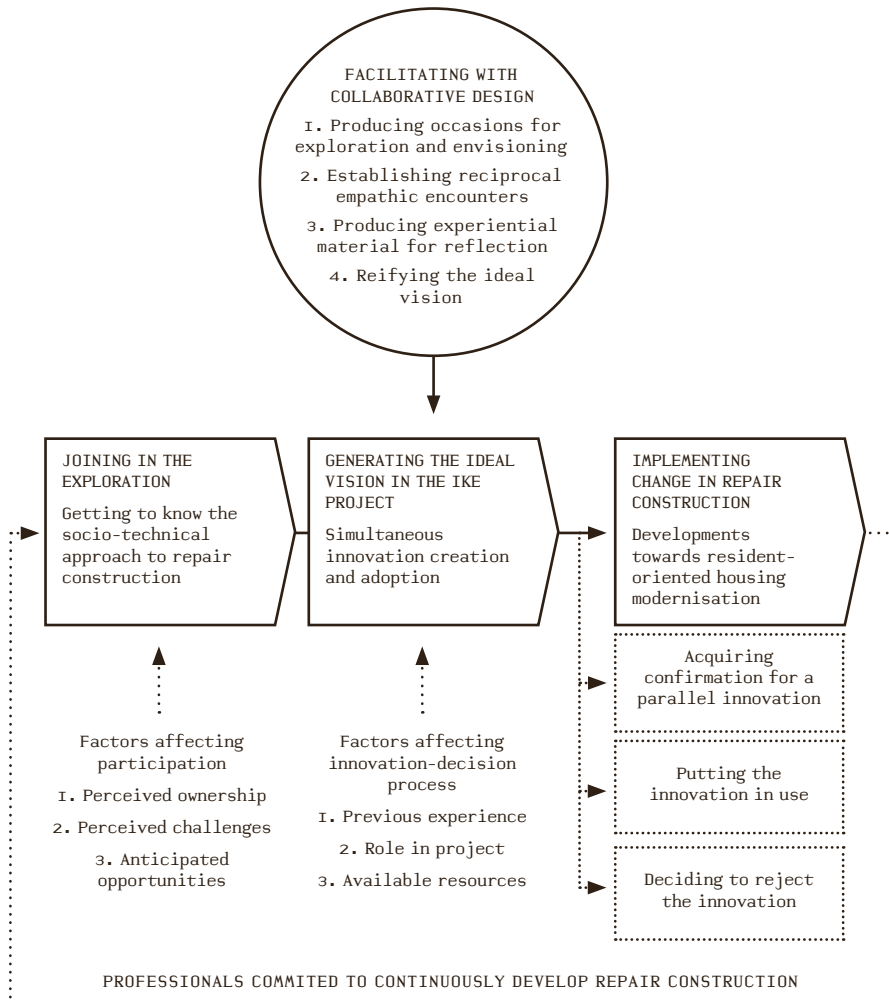 FACILITATING WITH
COLLABORATIVE DESIGN
1. Producing occasions for
exploration and envisioning
2. Establishing reciprocal
empathic encounters
3. Producing experiential
material for reflection
4. Reifying the ideal
vision
JOINING IN THE
EXPLORATION
Getting to know the
socio-technical
approach to repair
construction
GENERATING THE IDEAL
VISION IN THE IKE
PROJECT
Simultaneous
innovation creation
and adoption
IMPLEMENTING
CHANGE IN REPAIR
CONSTRUCTION
Developments
towards resident-
oriented housing
modernisation
Factors affecting
participation
1. Perceived ownership
2. Perceived challenges
3. Anticipated
opportunities
Factors affecting
innovation-decision
process
1. Previous experience
2. Role in project
3. Available resources
Acquiring
confirmation for a
parallel innovation
Putting the
innovation in use
Deciding to reject
the innovation
PROFESSIONALS COMMITED TO CONTINUOUSLY DEVELOP REPAIR CONSTRUCTION